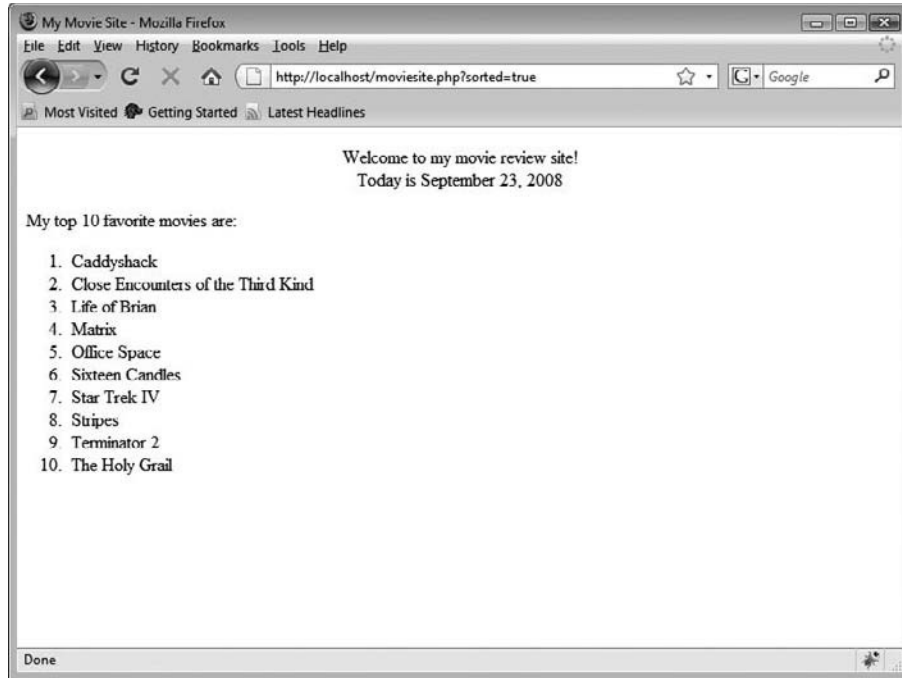 My Movie Site - Mozilla Firefox
File Edit View History Bookmarks Tools Help
http://localhost/moviesite.php?sorted=true
G Google
Most Visited Getting Started Latest Headlines
Welcome to my movie review site!
Today is September 23, 2008
My top 10 favorite movies are:
1. Caddyshack
2. Close Encounters of the Third Kind
3. Life of Brian
4. Matrix
5. Office Space
6. Sixteen Candles
7. Star Trek IV
8. Stripes
9. Terminator 2
10. The Holy Grail
Done